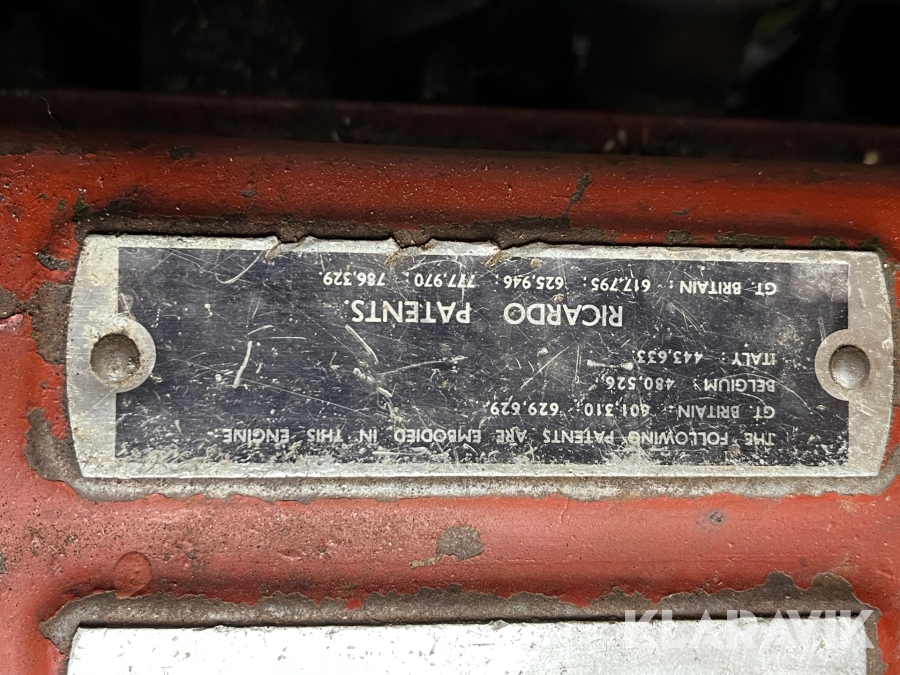 THE FOLLOWING PATENTS ARE EMBODIED IN THIS ENGINE
GT. BRITAIN: 601.310; 629.629
BELGIUM: 480.526.
ITALY: 443.633
RICARDO PATENTS.
GT. BRITAIN: 617.795; 625.946; 777.970; 786.329.
KLARAVIK